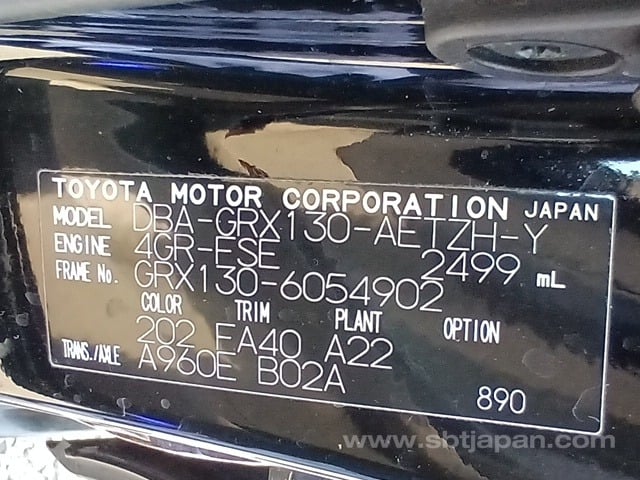 TOYOTA MOTOR CORPORATION JAPAN
MODEL DBA-GRX130-AETZH-Y
ENGINE 4GR-FSE 2499 mL
FRAME No. GRX130-6054902
COLOR TRIM PLANT OPTION
202 FA40 A22
TRANS./AXLE A960E B02A
890
www.sbtjapan.com